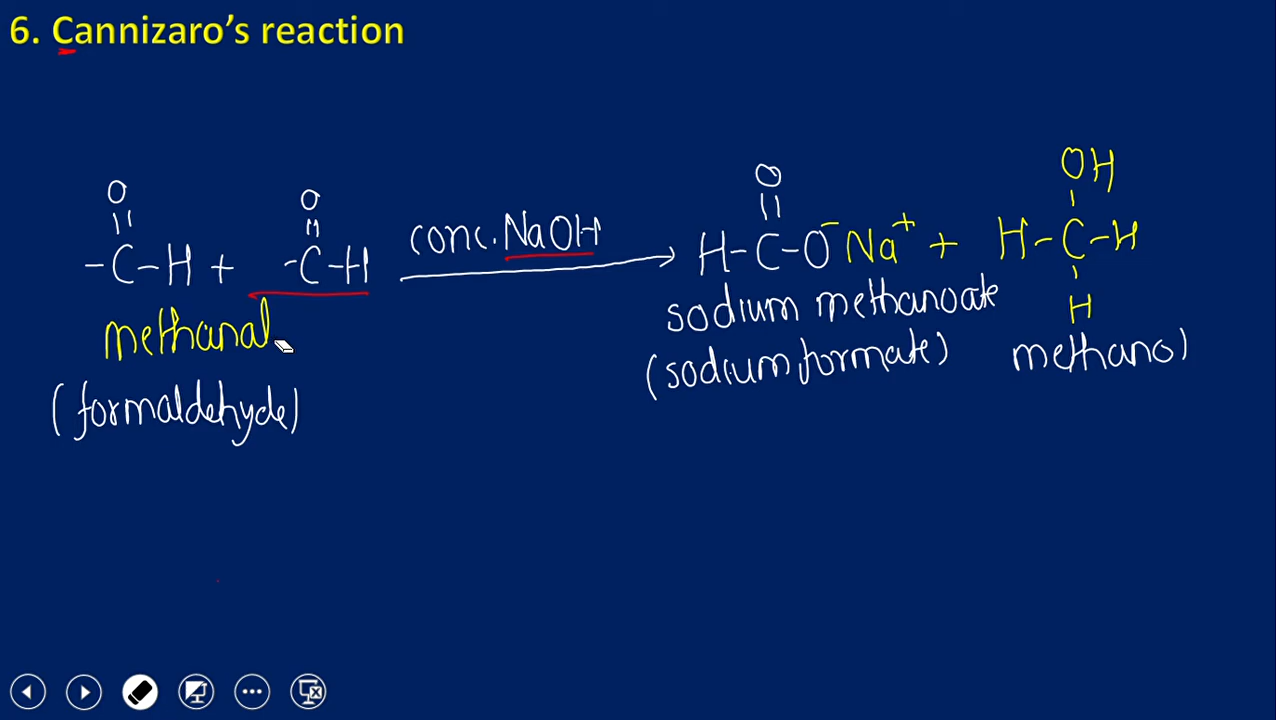 6. Cannizaro's reaction
O O O OH
|| || conc. NaOH || |
-C-H + -C-H H-C-O⁻Na⁺ + H-C-H
|
H
methanal sodium methanoate
(formaldehyde) (sodium formate) methanol